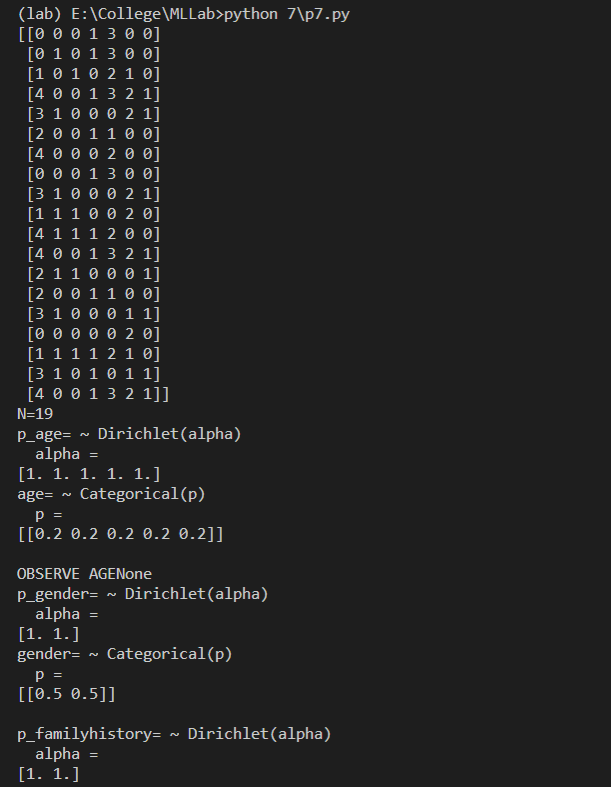 (lab) E:\College\MLLab>python 7\p7.py
[[0 0 0 1 3 0 0]
 [0 1 0 1 3 0 0]
 [1 0 1 0 2 1 0]
 [4 0 0 1 3 2 1]
 [3 1 0 0 0 2 1]
 [2 0 0 1 1 0 0]
 [4 0 0 0 2 0 0]
 [0 0 0 1 3 0 0]
 [3 1 0 0 0 2 1]
 [1 1 1 0 0 2 0]
 [4 1 1 1 2 0 0]
 [4 0 0 1 3 2 1]
 [2 1 1 0 0 0 1]
 [2 0 0 1 1 0 0]
 [3 1 0 0 0 1 1]
 [0 0 0 0 0 2 0]
 [1 1 1 1 2 1 0]
 [3 1 0 1 0 1 1]
 [4 0 0 1 3 2 1]]
N=19
p_age= ~ Dirichlet(alpha)
  alpha =
[1. 1. 1. 1. 1.]
age= ~ Categorical(p)
  p =
[[0.2 0.2 0.2 0.2 0.2]]
OBSERVE AGENone
p_gender= ~ Dirichlet(alpha)
  alpha =
[1. 1.]
gender= ~ Categorical(p)
  p =
[[0.5 0.5]]
p_familyhistory= ~ Dirichlet(alpha)
  alpha =
[1. 1.]